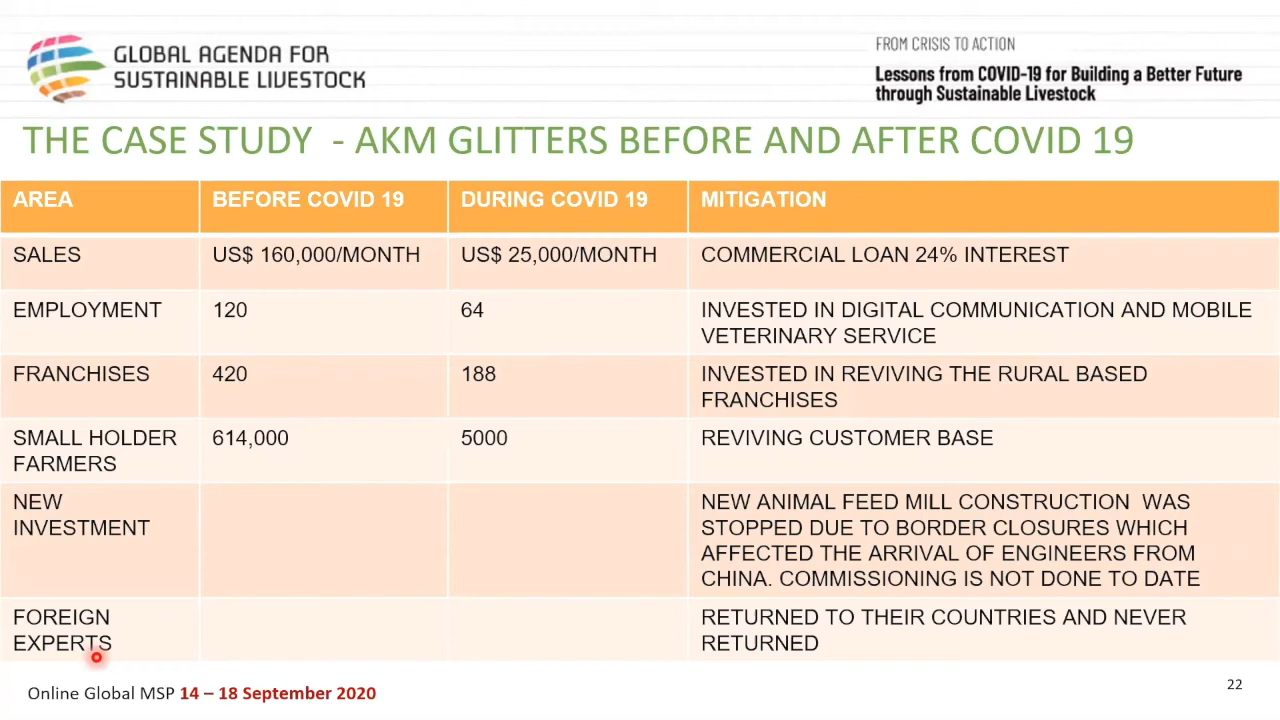 GLOBAL AGENDA FOR
SUSTAINABLE LIVESTOCK
FROM CRISIS TO ACTION
Lessons from COVID-19 for Building a Better Future
through Sustainable Livestock
THE CASE STUDY - AKM GLITTERS BEFORE AND AFTER COVID 19
AREA
BEFORE COVID 19
DURING COVID 19
MITIGATION
SALES
US$ 160,000/MONTH
US$ 25,000/MONTH
COMMERCIAL LOAN 24% INTEREST
EMPLOYMENT
120
64
INVESTED IN DIGITAL COMMUNICATION AND MOBILE
VETERINARY SERVICE
FRANCHISES
420
188
INVESTED IN REVIVING THE RURAL BASED
FRANCHISES
SMALL HOLDER
FARMERS
614,000
5000
REVIVING CUSTOMER BASE
NEW
INVESTMENT
NEW ANIMAL FEED MILL CONSTRUCTION WAS
STOPPED DUE TO BORDER CLOSURES WHICH
AFFECTED THE ARRIVAL OF ENGINEERS FROM
CHINA. COMMISSIONING IS NOT DONE TO DATE
FOREIGN
EXPERTS
RETURNED TO THEIR COUNTRIES AND NEVER
RETURNED
Online Global MSP 14 – 18 September 2020
22